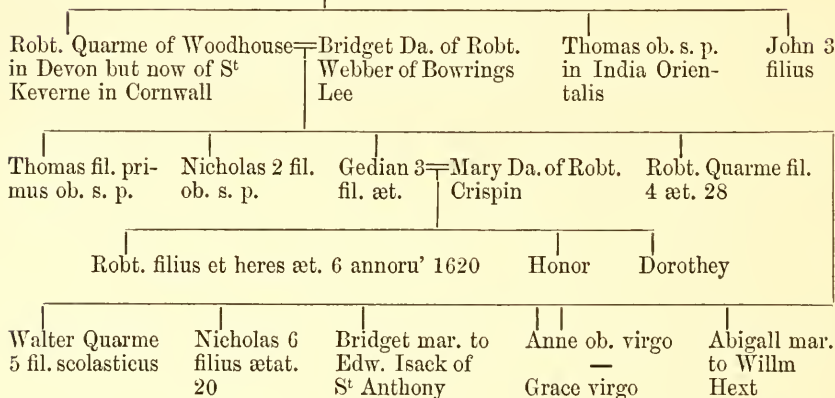 Robt. Quarme of Woodhouse=Bridget Da. of Robt. Thomas ob. s. p. John 3
in Devon but now of St Webber of Bowrings in India Orien- filius
Keverne in Cornwall Lee talis
Thomas fil. pri- Nicholas 2 fil. Gedian 3=Mary Da. of Robt. Robt. Quarme fil.
mus ob. s. p. ob. s. p. fil. æt. Crispin 4 æt. 28
Robt. filius et heres æt. 6 annoru' 1620 Honor Dorothey
Walter Quarme Nicholas 6 Bridget mar. to Anne ob. virgo Abigall mar.
5 fil. scolasticus filius ætat. Edw. Isack of — to Willm
20 St Anthony Grace virgo Hext